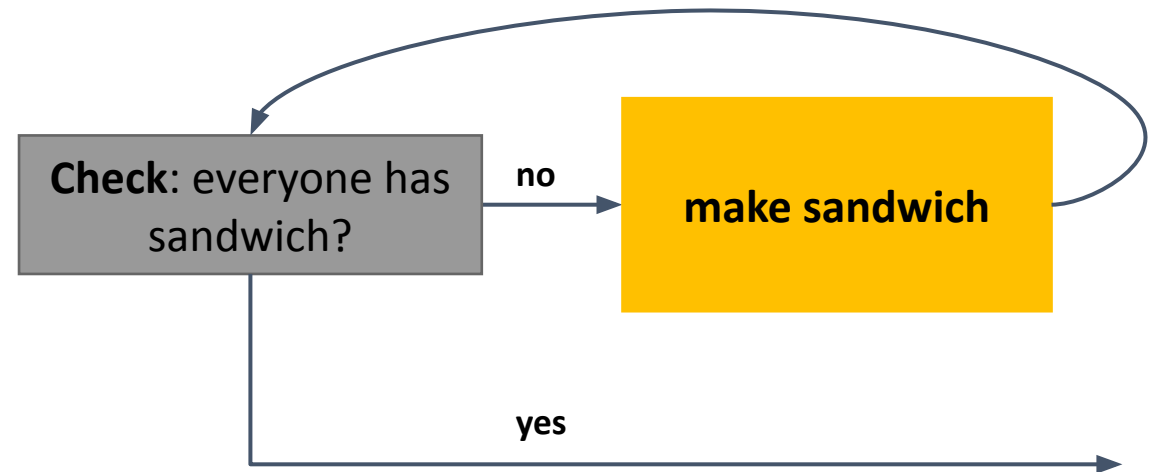 Check: everyone has
sandwich?
no
make sandwich
yes